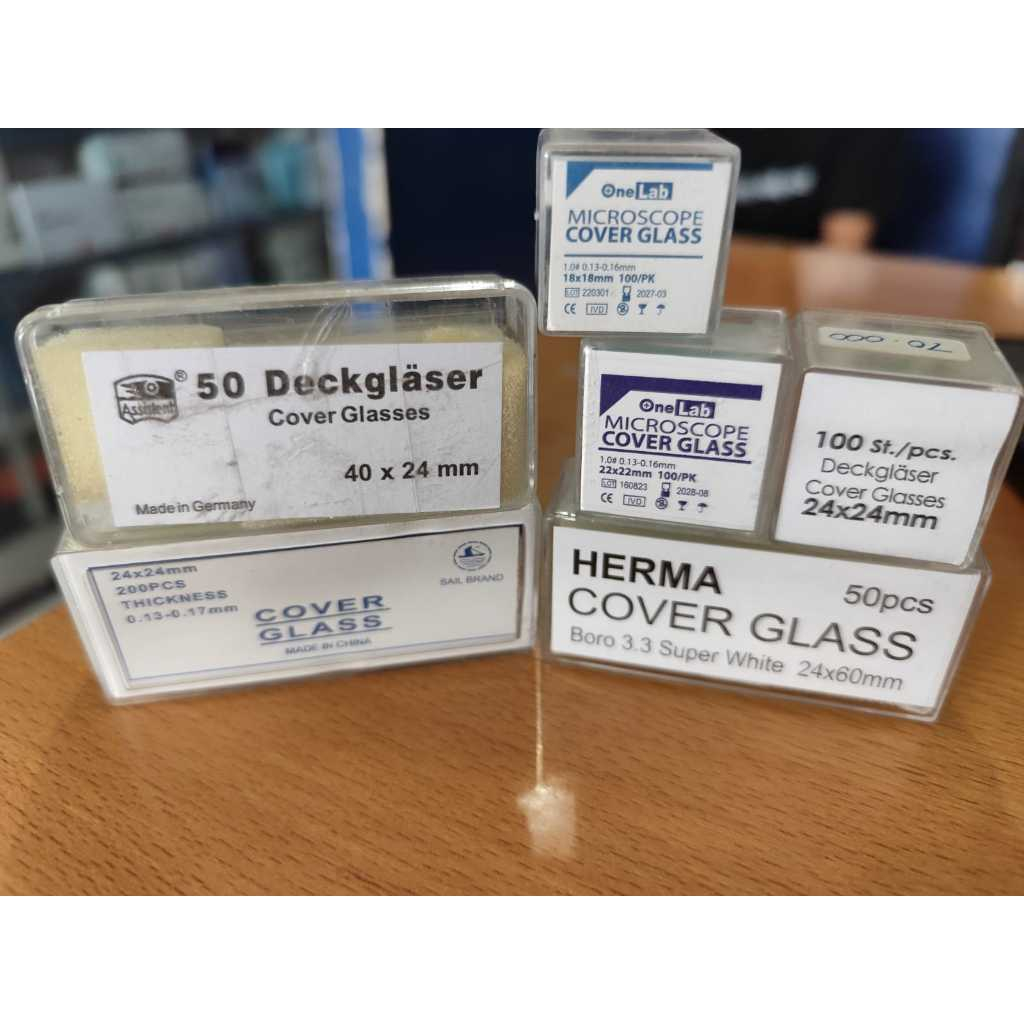 OneLab
MICROSCOPE
COVER GLASS
1.0# 0.13-0.16mm
18x18mm 100/PK
LOT 220301 2027-03
CE IVD
Assistent ® 50 Deckgläser
Cover Glasses
40 x 24 mm
Made in Germany
OneLab
MICROSCOPE
COVER GLASS
1.0# 0.13-0.16mm
22x22mm 100/PK
LOT 160823 2028-08
CE IVD
70.000
100 St./pcs.
Deckgläser
Cover Glasses
24x24mm
24x24mm
200PCS
THICKNESS
0.13-0.17mm
COVER
GLASS
MADE IN CHINA
SAIL BRAND
HERMA 50pcs
COVER GLASS
Boro 3.3 Super White 24x60mm